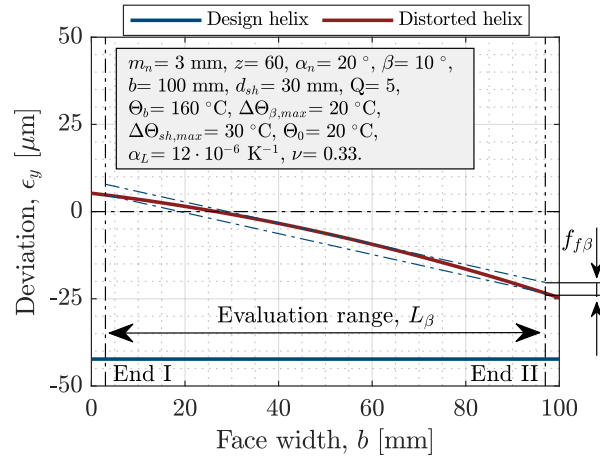 Design helix Distorted helix
m_n= 3 mm, z= 60, α_n= 20 °, β= 10 °,
b= 100 mm, d_sh= 30 mm, Q= 5,
Θ_b= 160 °C, ΔΘ_β,max= 20 °C,
ΔΘ_sh,max= 30 °C, Θ_0= 20 °C,
α_L= 12 · 10^-6 K^-1, ν= 0.33.
50
25
0
-25
-50
Deviation, ϵ_y [μm]
f_fβ
Evaluation range, L_β
End I End II
0 20 40 60 80 100
Face width, b [mm]